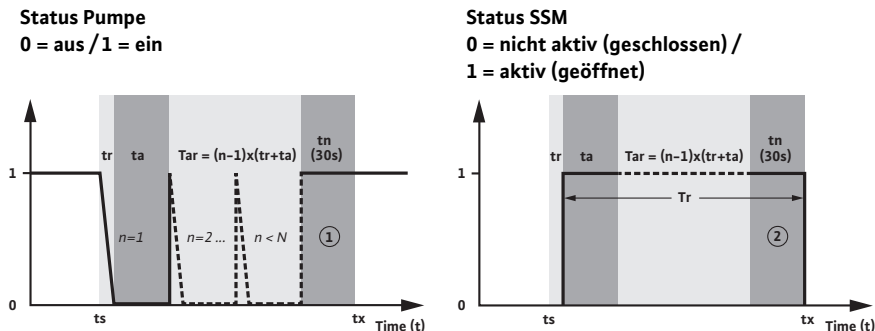 Status Pumpe
0 = aus / 1 = ein
tn
tr ta Tar = (n-1)x(tr+ta) (30s)
1
n=1 n=2 ... n < N 1
0
ts tx Time (t)
Status SSM
0 = nicht aktiv (geschlossen) /
1 = aktiv (geöffnet)
tn
tr ta Tar = (n-1)x(tr+ta) (30s)
1
Tr
2
0
ts tx Time (t)